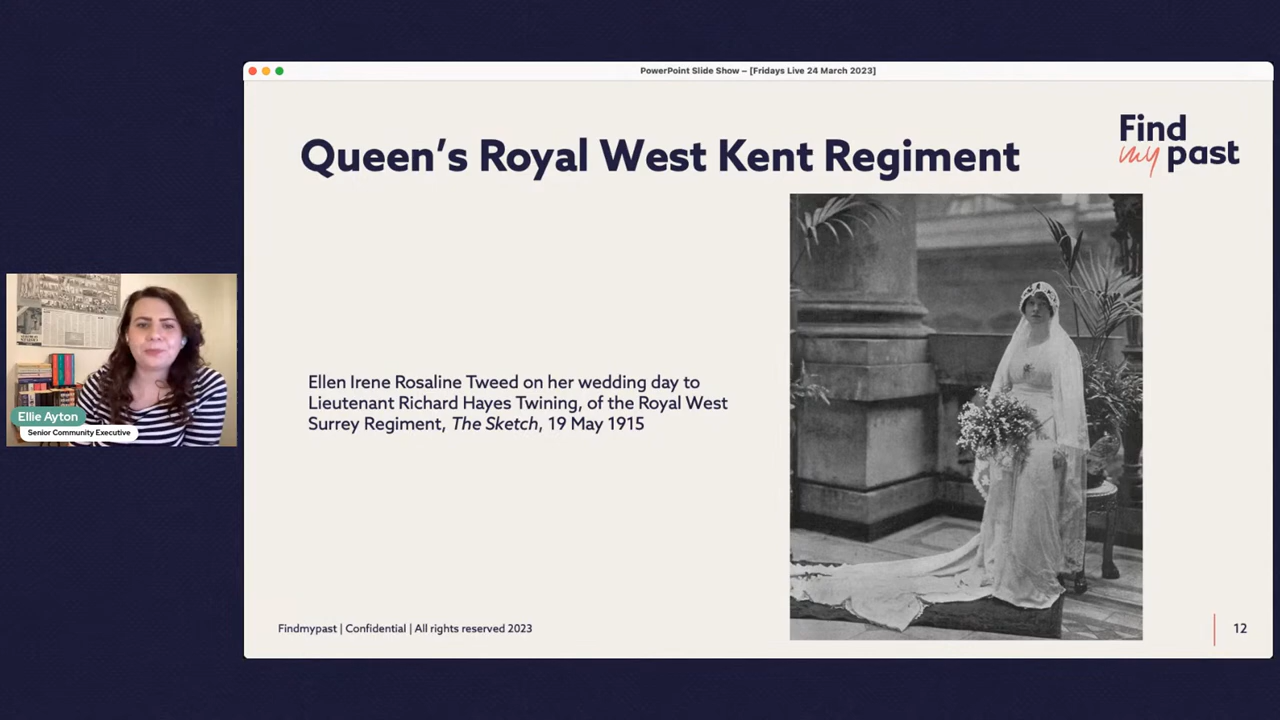 PowerPoint Slide Show – [Fridays Live 24 March 2023]
Queen's Royal West Kent Regiment
Find
my past
Ellen Irene Rosaline Tweed on her wedding day to
Lieutenant Richard Hayes Twining, of the Royal West
Surrey Regiment, The Sketch, 19 May 1915
Ellie Ayton
Senior Community Executive
Findmypast | Confidential | All rights reserved 2023
12